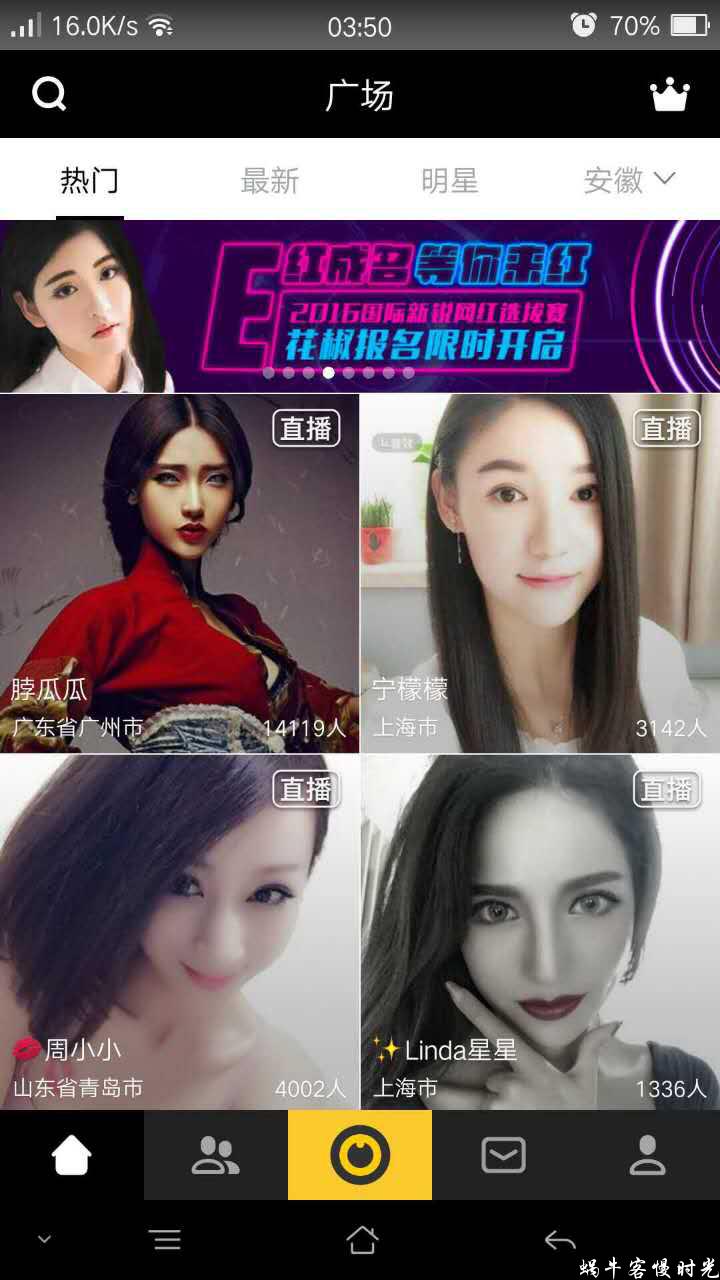 16.0K/s
03:50
70%
广场
热门
最新
明星
安徽
E
红成名等你来红
2016国际新锐网红选拔赛
花椒报名限时开启
直播
脖瓜瓜
广东省广州市
14119人
直播
宁檬檬
上海市
3142人
直播
💋周小小
山东省青岛市
4002人
直播
✨Linda星星
上海市
1336人
蜗牛客慢时光